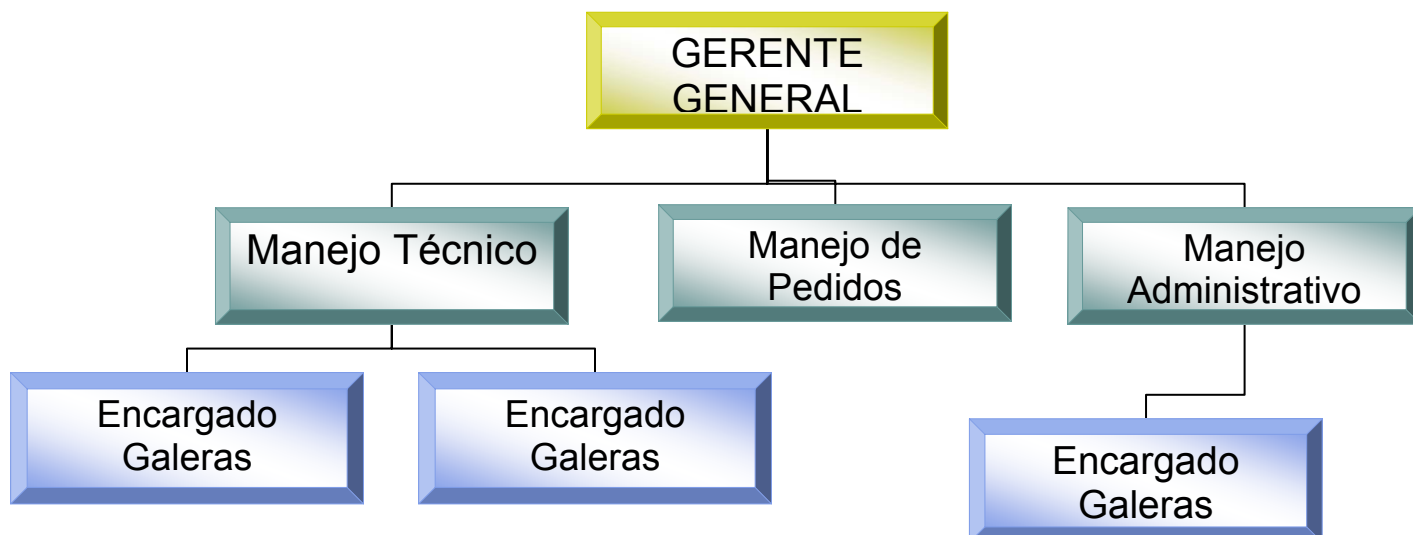 GERENTE
GENERAL
Manejo Técnico
Manejo de
Pedidos
Manejo
Administrativo
Encargado
Galeras
Encargado
Galeras
Encargado
Galeras